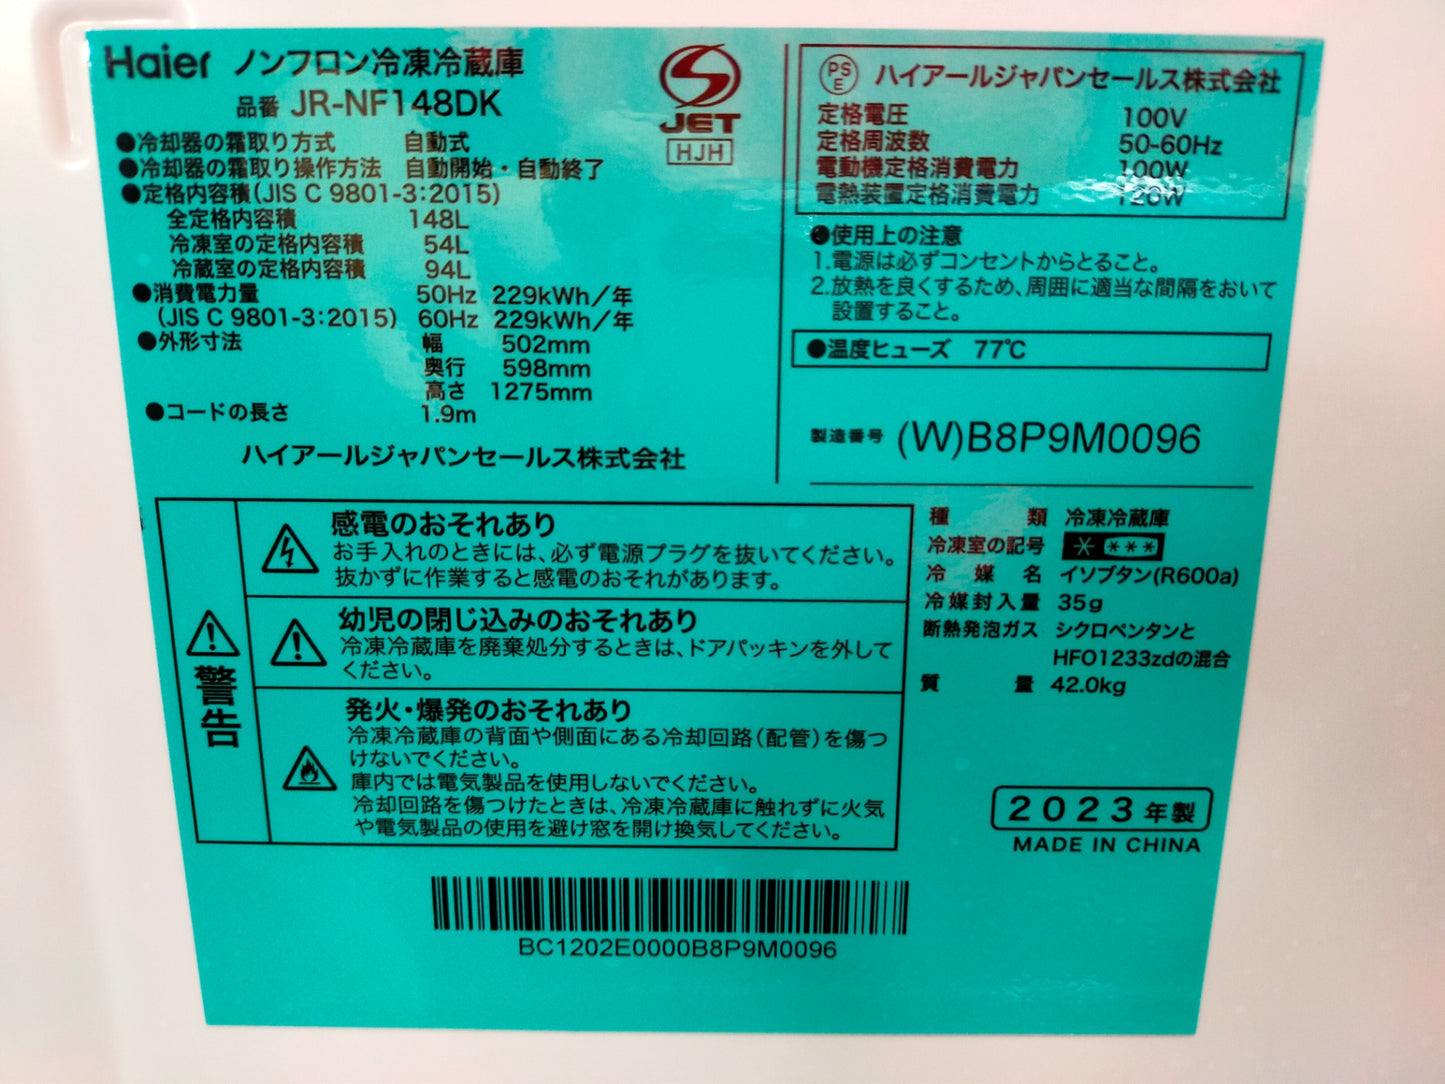 Haier ノンフロン冷凍冷蔵庫
品番 JR-NF148DK
●冷却器の霜取り方式 自動式
●冷却器の霜取り操作方法 自動開始・自動終了
●定格内容積(JIS C 9801-3:2015)
全定格内容積 148L
冷凍室の定格内容積 54L
冷蔵室の定格内容積 94L
●消費電力量 50Hz 229kWh/年
(JIS C 9801-3:2015) 60Hz 229kWh/年
●外形寸法 幅 502mm
奥行 598mm
高さ 1275mm
●コードの長さ 1.9m
ハイアールジャパンセールス株式会社
S
JET
HJH
PSE ハイアールジャパンセールス株式会社
定格電圧 100V
定格周波数 50-60Hz
電動機定格消費電力 100W
電熱装置定格消費電力 120W
●使用上の注意
1.電源は必ずコンセントからとること。
2.放熱を良くするため、周囲に適当な間隔をおいて
設置すること。
●温度ヒューズ 77℃
製造番号 (W)B8P9M0096
警告
感電のおそれあり
お手入れのときには、必ず電源プラグを抜いてください。
抜かずに作業すると感電のおそれがあります。
幼児の閉じ込みのおそれあり
冷凍冷蔵庫を廃棄処分するときは、ドアパッキンを外して
ください。
発火・爆発のおそれあり
冷凍冷蔵庫の背面や側面にある冷却回路(配管)を傷つ
けないでください。
庫内では電気製品を使用しないでください。
冷却回路を傷つけたときは、冷凍冷蔵庫に触れずに火気
や電気製品の使用を避け窓を開け換気してください。
種類 冷凍冷蔵庫
冷凍室の記号 * ***
冷媒名 イソブタン(R600a)
冷媒封入量 35g
断熱発泡ガス シクロペンタンと
HFO1233zdの混合
質量 42.0kg
2023年製
MADE IN CHINA
BC1202E0000B8P9M0096